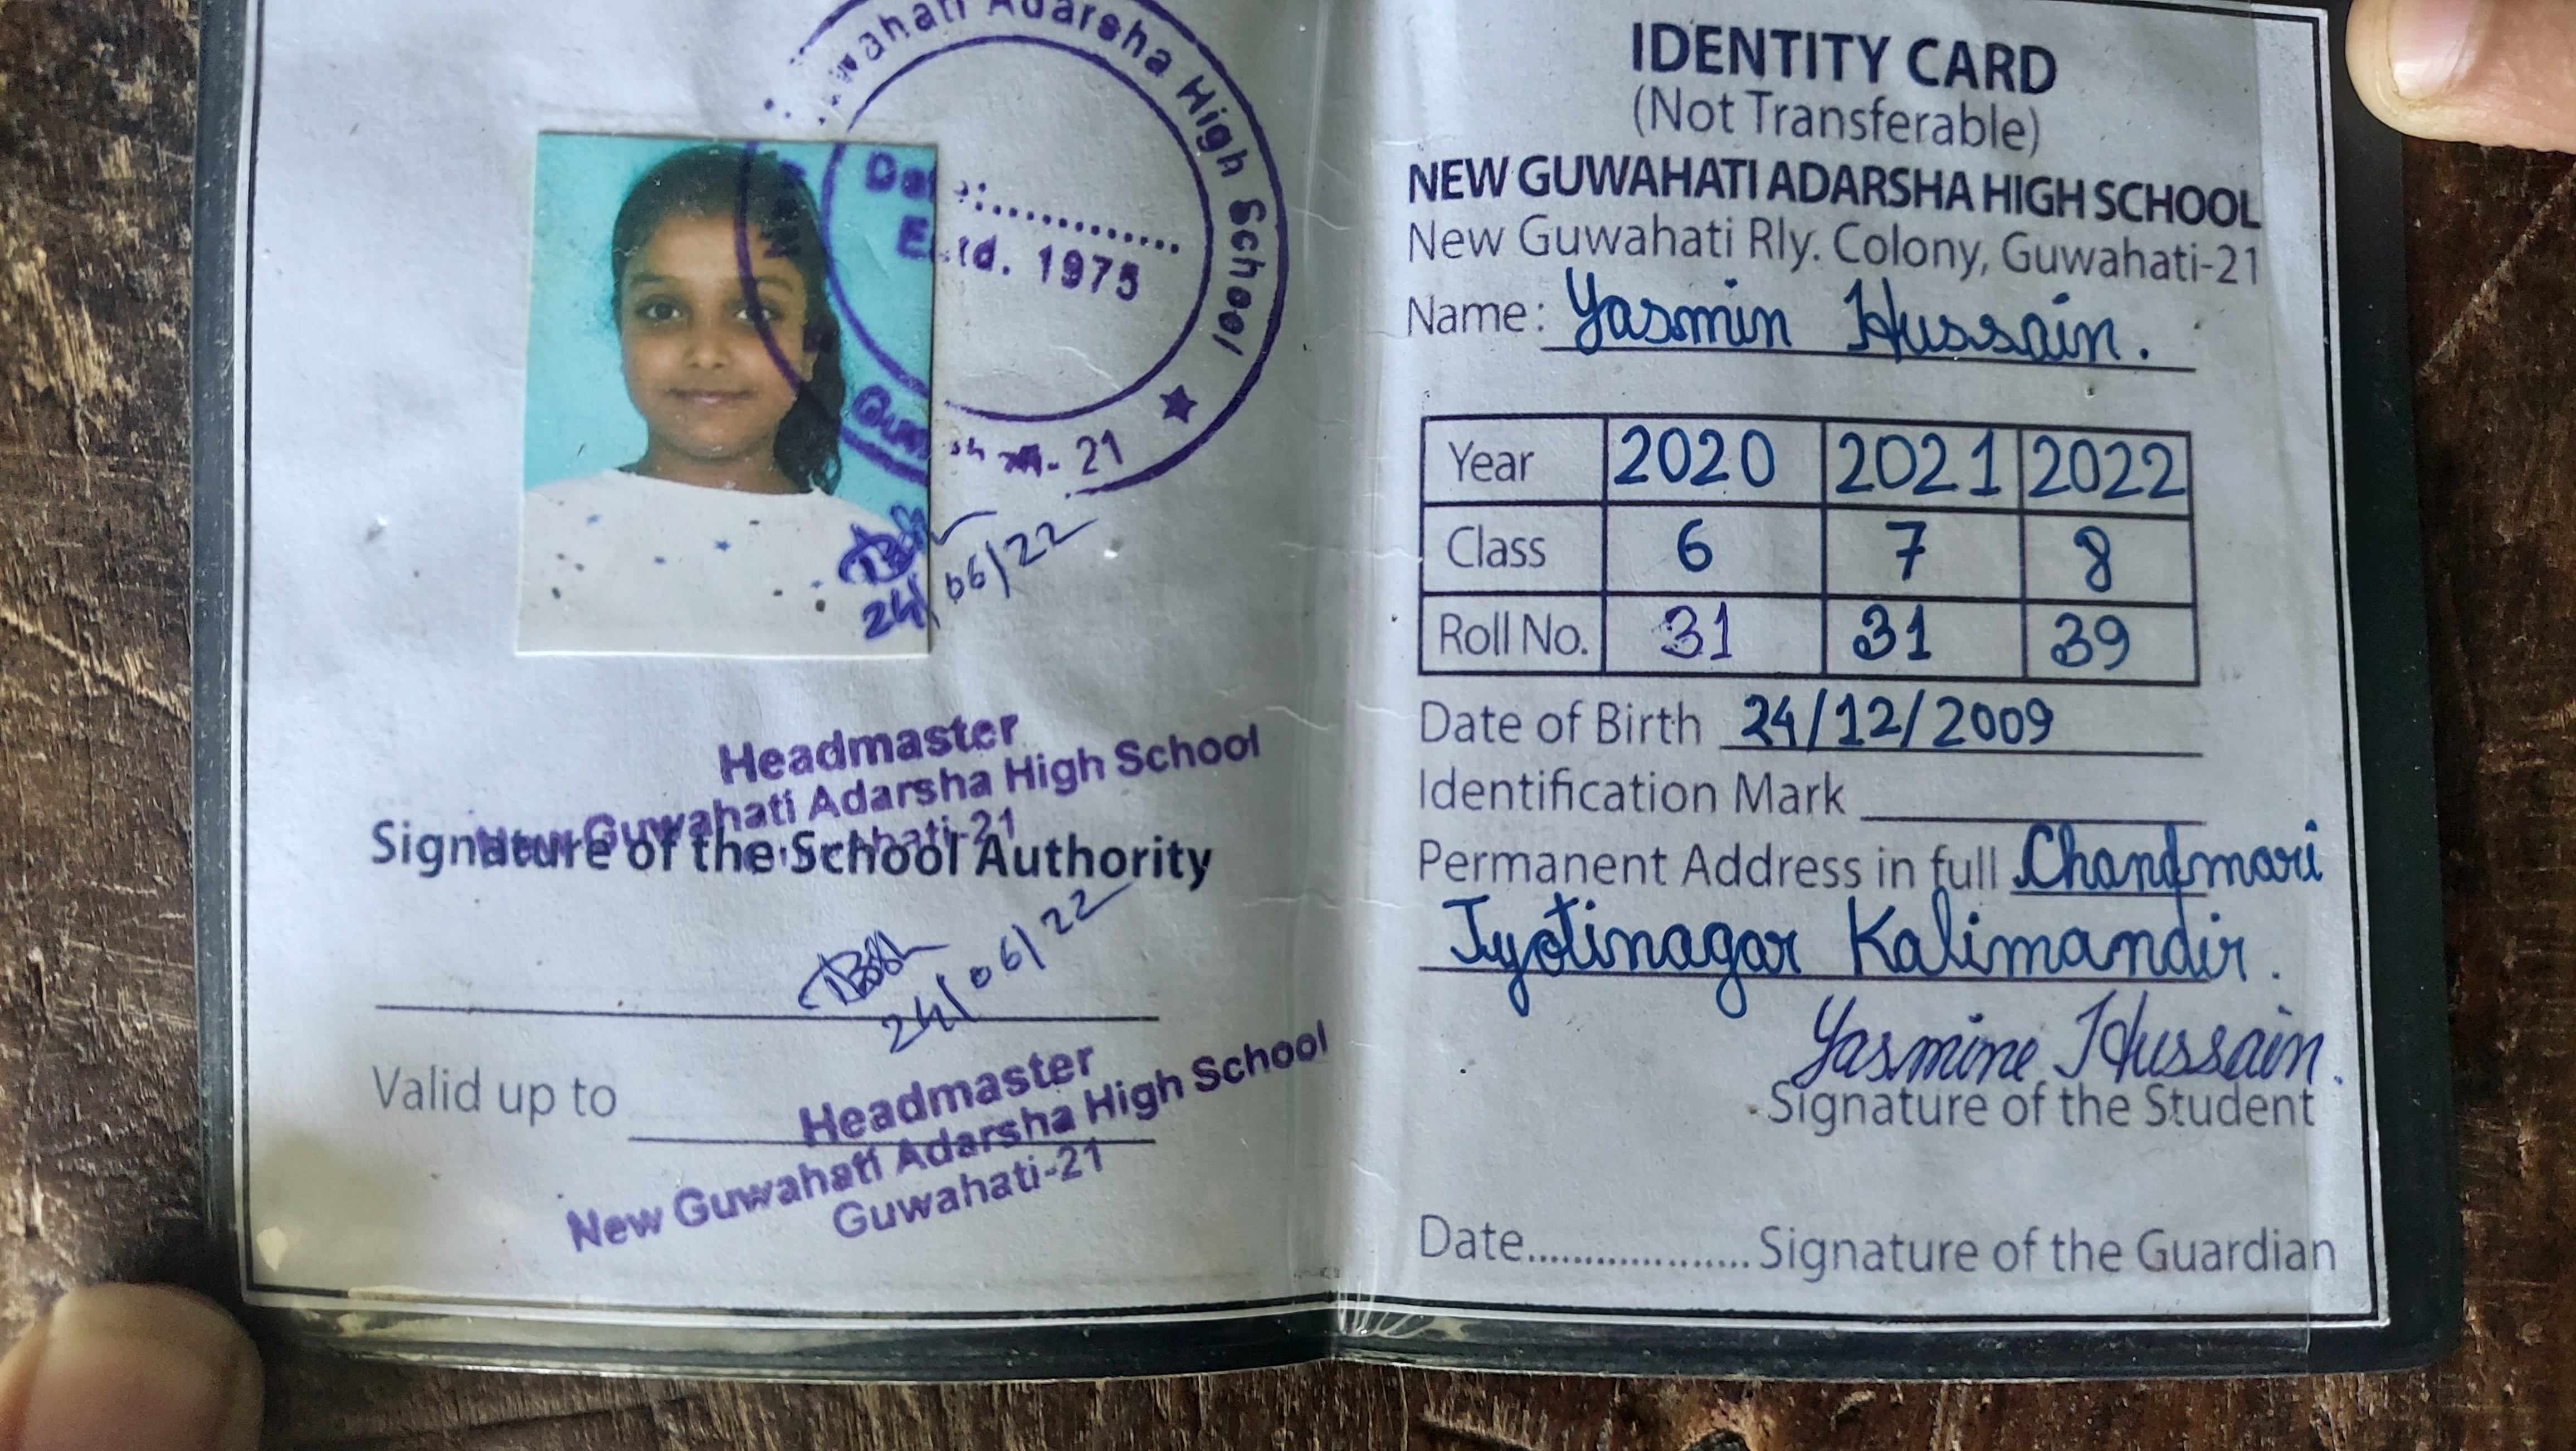 IDENTITY CARD
(Not Transferable)
NEW GUWAHATI ADARSHA HIGH SCHOOL
New Guwahati Rly. Colony, Guwahati-21
Name: Yasmin Hussain.
Year 2020 2021 2022
Class 6 7 8
Roll No. 31 31 39
Date of Birth 24/12/2009
Identification Mark
Permanent Address in full Chandmari
Jyotinagar Kalimandir.
Yasmine Hussain.
Signature of the Student
Date.....................Signature of the Guardian
Adarsha High School
Estd. 1975
21
24/06/22
Headmaster
New Guwahati Adarsha High School
Guwahati-21
Signature of the School Authority
24/06/22
Valid up to
Headmaster
New Guwahati Adarsha High School
Guwahati-21